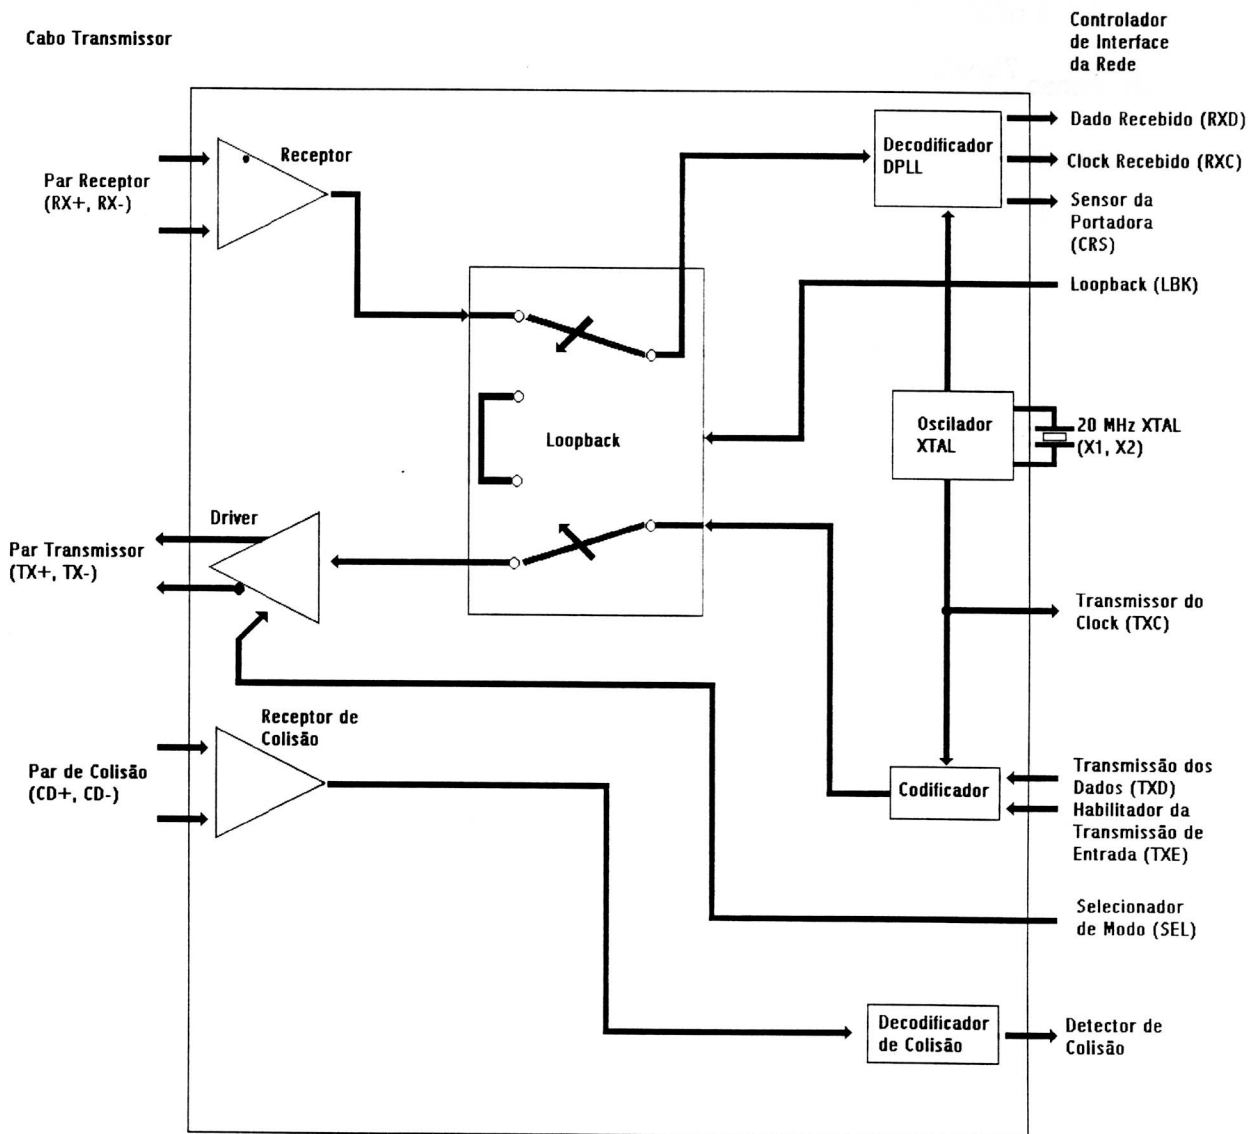 Cabo Transmissor
Controlador
de Interface
da Rede
Receptor
Par Receptor
(RX+, RX-)
Decodificador
DPLL
Dado Recebido (RXD)
Clock Recebido (RXC)
Sensor da
Portadora
(CRS)
Loopback (LBK)
Loopback
Oscilador
XTAL
20 MHz XTAL
(X1, X2)
Driver
Par Transmissor
(TX+, TX-)
Transmissor do
Clock (TXC)
Receptor de
Colisão
Par de Colisão
(CD+, CD-)
Codificador
Transmissão dos
Dados (TXD)
Habilitador da
Transmissão de
Entrada (TXE)
Selecionador
de Modo (SEL)
Decodificador
de Colisão
Detector de
Colisão